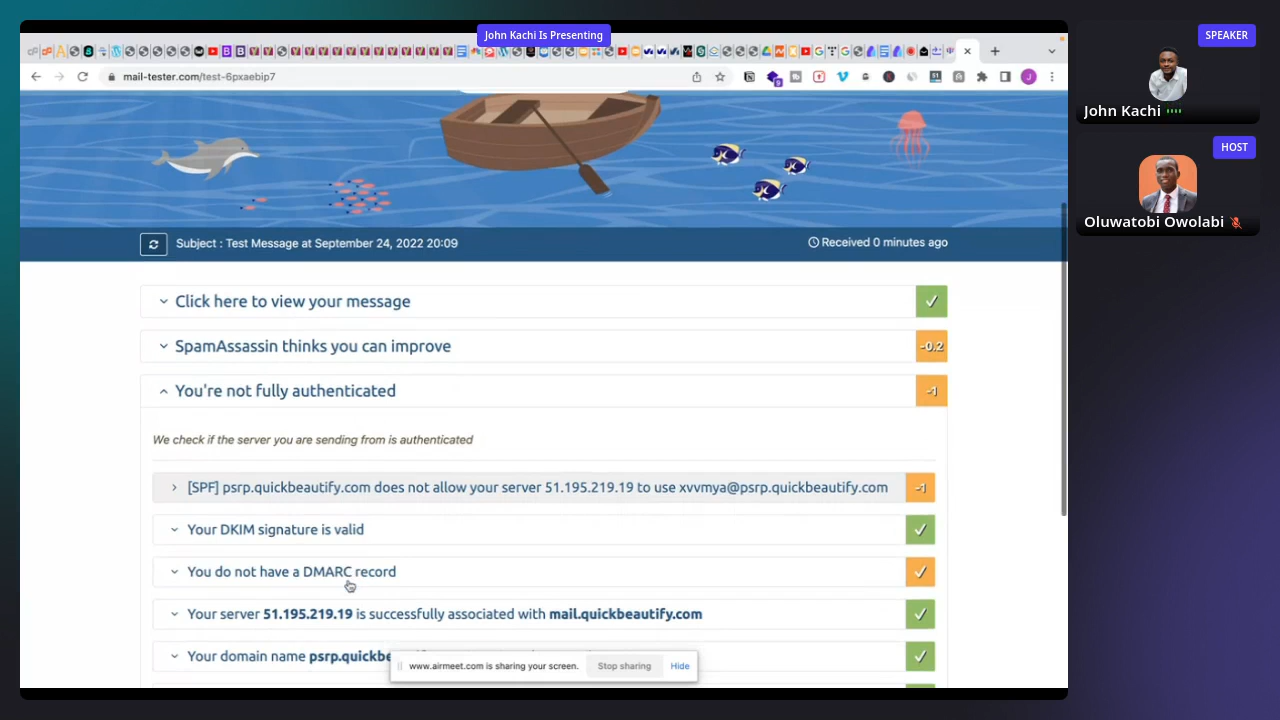 John Kachi Is Presenting
mail-tester.com/test-6pxaebip7
SPEAKER
John Kachi
HOST
Oluwatobi Owolabi
Subject : Test Message at September 24, 2022 20:09
Received 0 minutes ago
Click here to view your message
SpamAssassin thinks you can improve
-0.2
You're not fully authenticated
-1
We check if the server you are sending from is authenticated
[SPF] psrp.quickbeautify.com does not allow your server 51.195.219.19 to use xvvmya@psrp.quickbeautify.com
-1
Your DKIM signature is valid
You do not have a DMARC record
Your server 51.195.219.19 is successfully associated with mail.quickbeautify.com
Your domain name psrp.quickbe
www.airmeet.com is sharing your screen.
Stop sharing
Hide